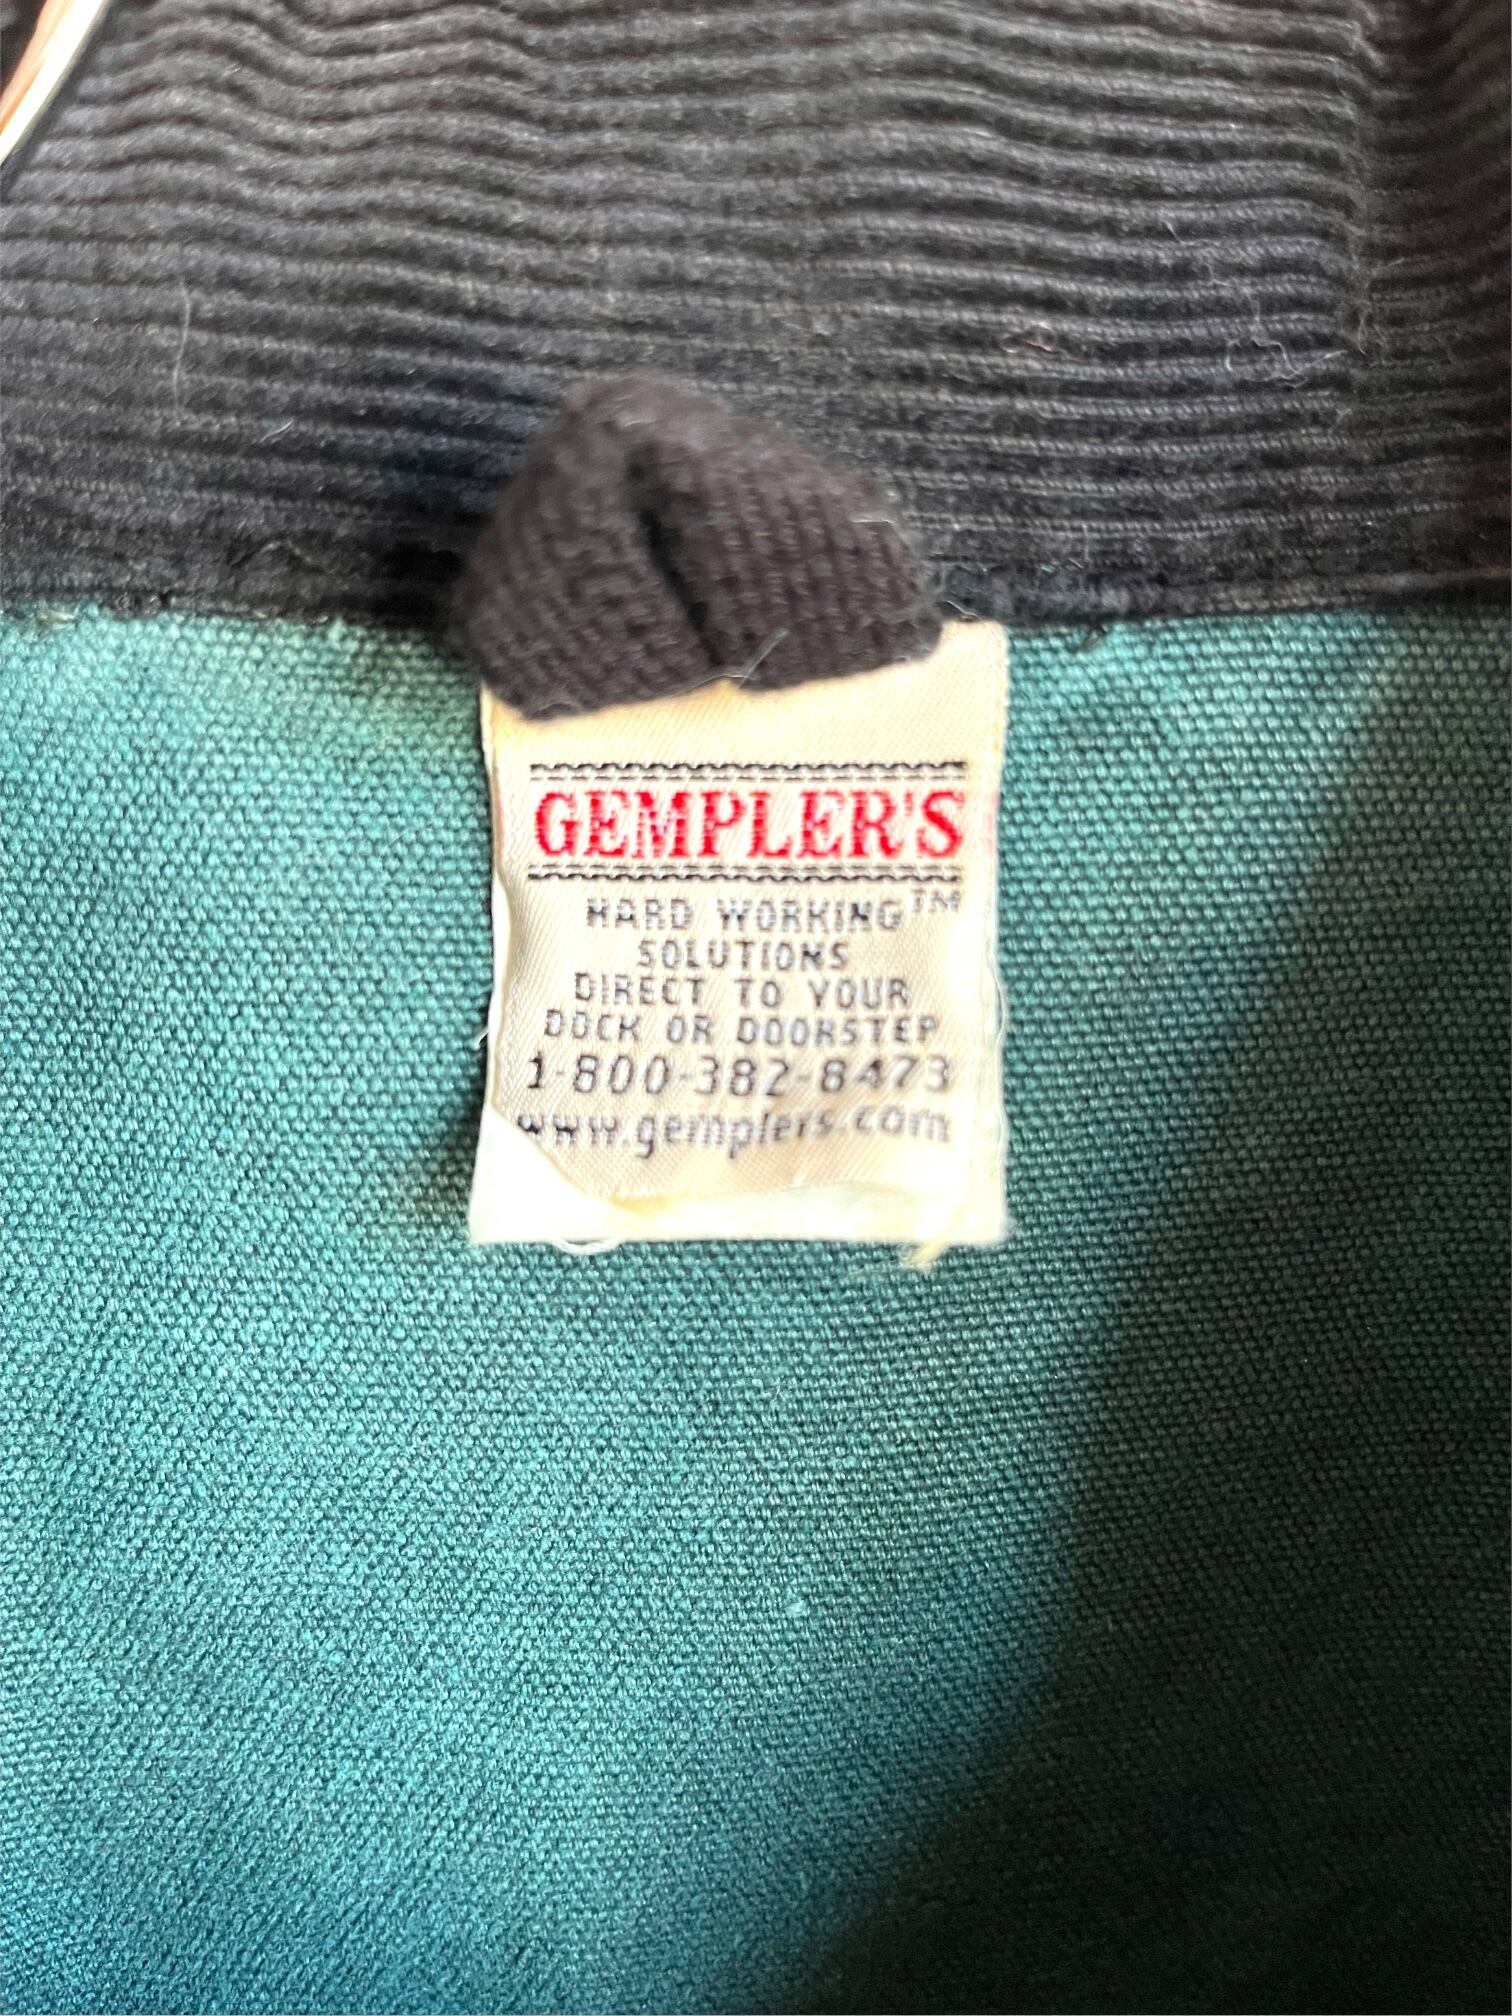 GEMPLER'S
HARD WORKING™
SOLUTIONS
DIRECT TO YOUR
DOCK OR DOORSTEP
1-800-382-8473
www.gemplers.com